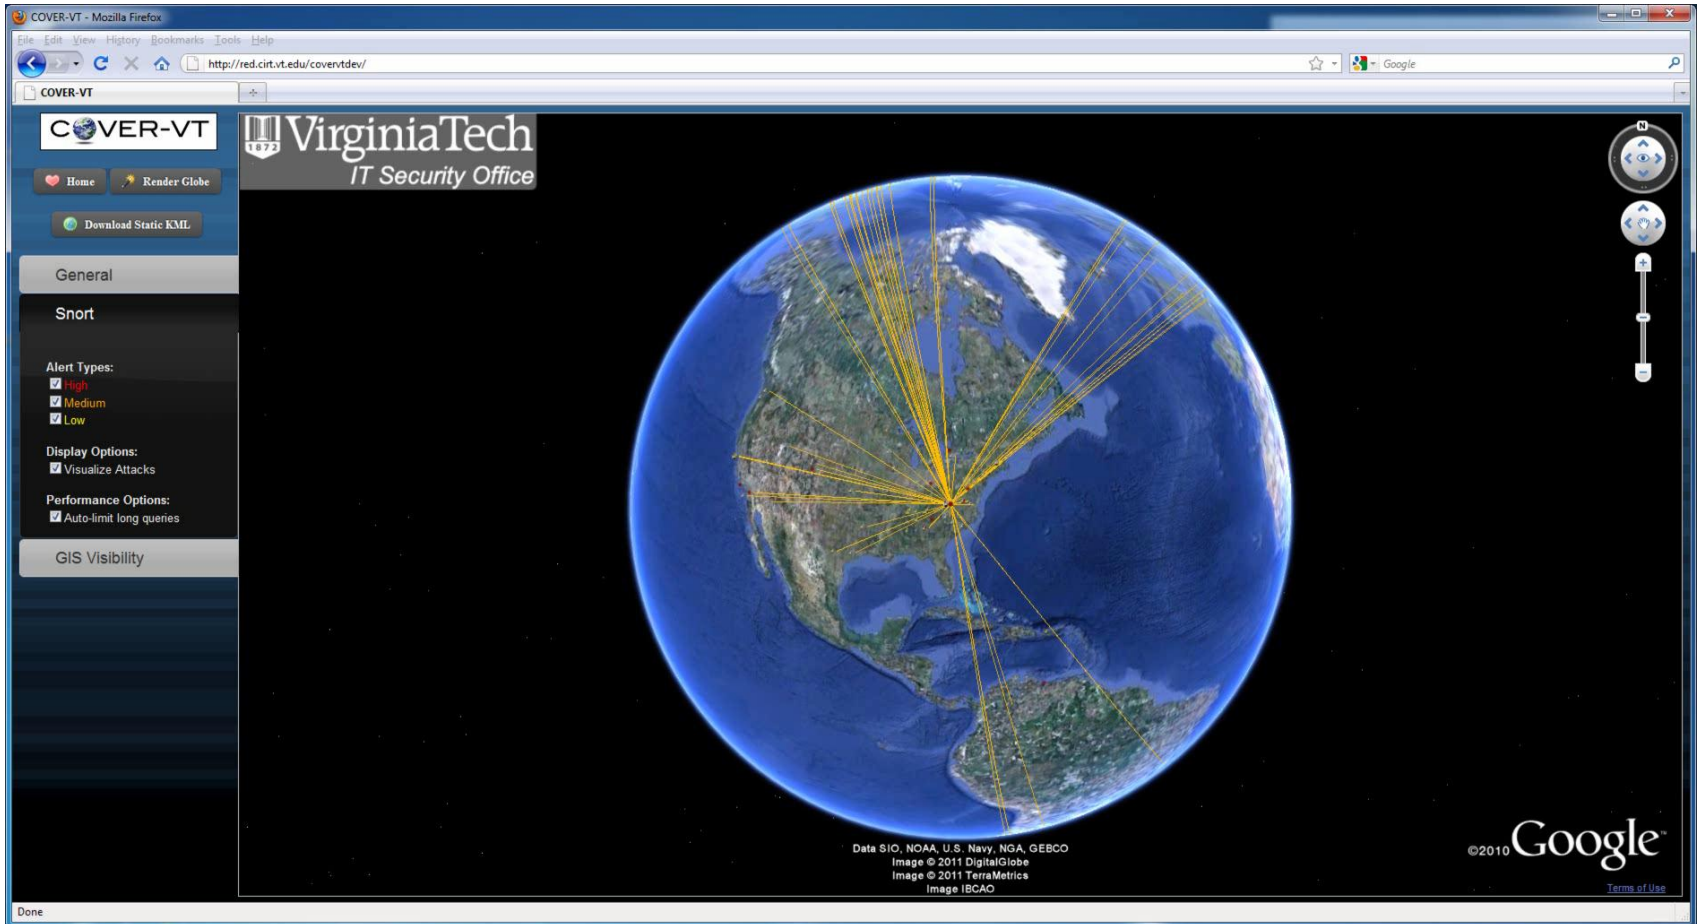 COVER-VT - Mozilla Firefox
File Edit View History Bookmarks Tools Help
http://red.cirt.vt.edu/covervtdev/
Google
COVER-VT
COVER-VT
Home
Render Globe
Download Static KML
General
Snort
Alert Types:
High
Medium
Low
Display Options:
Visualize Attacks
Performance Options:
Auto-limit long queries
GIS Visibility
1872
VirginiaTech
IT Security Office
N
Data SIO, NOAA, U.S. Navy, NGA, GEBCO
Image © 2011 DigitalGlobe
Image © 2011 TerraMetrics
Image IBCAO
©2010 Google™
Terms of Use
Done